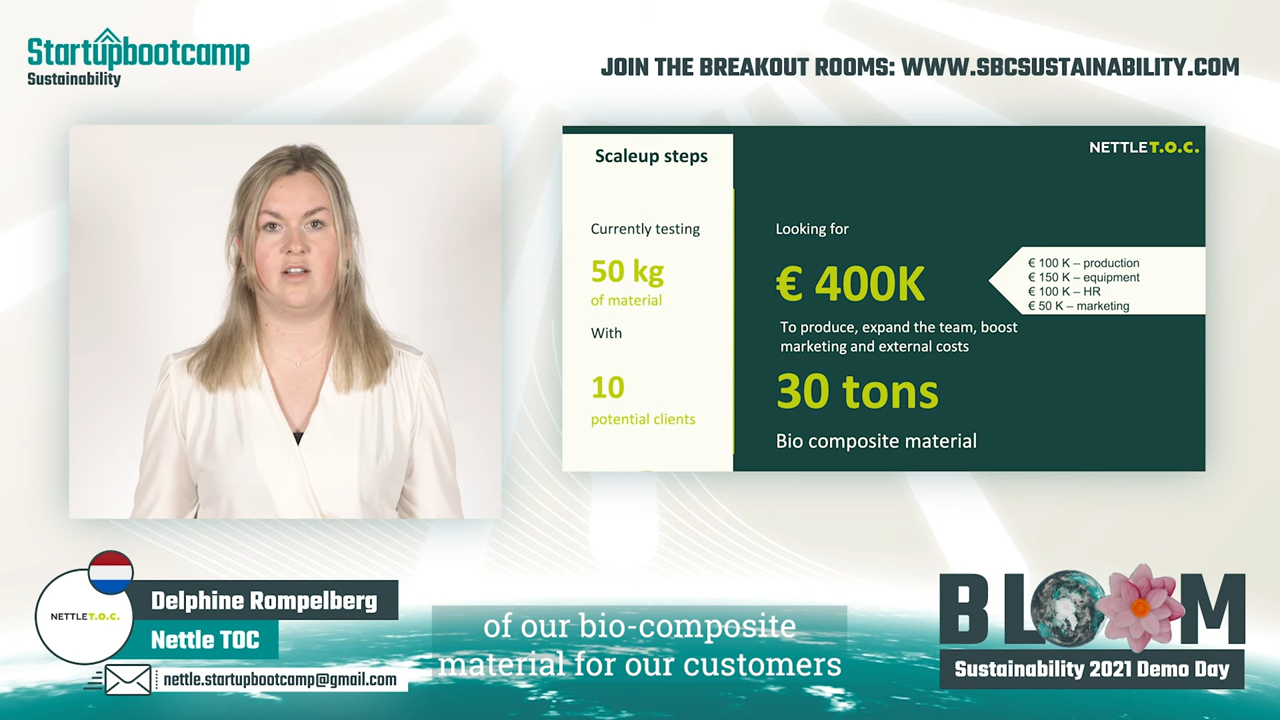 Startupbootcamp
Sustainability
JOIN THE BREAKOUT ROOMS: WWW.SBCSUSTAINABILITY.COM
Scaleup steps
Currently testing
50 kg
of material
With
10
potential clients
NETTLE T.O.C.
Looking for
€ 400K
€ 100 K – production
€ 150 K – equipment
€ 100 K – HR
€ 50 K – marketing
To produce, expand the team, boost
marketing and external costs
30 tons
Bio composite material
NETTLE T.O.C.
Delphine Rompelberg
Nettle TOC
nettle.startupbootcamp@gmail.com
of our bio-composite
material for our customers
BLOOM
Sustainability 2021 Demo Day